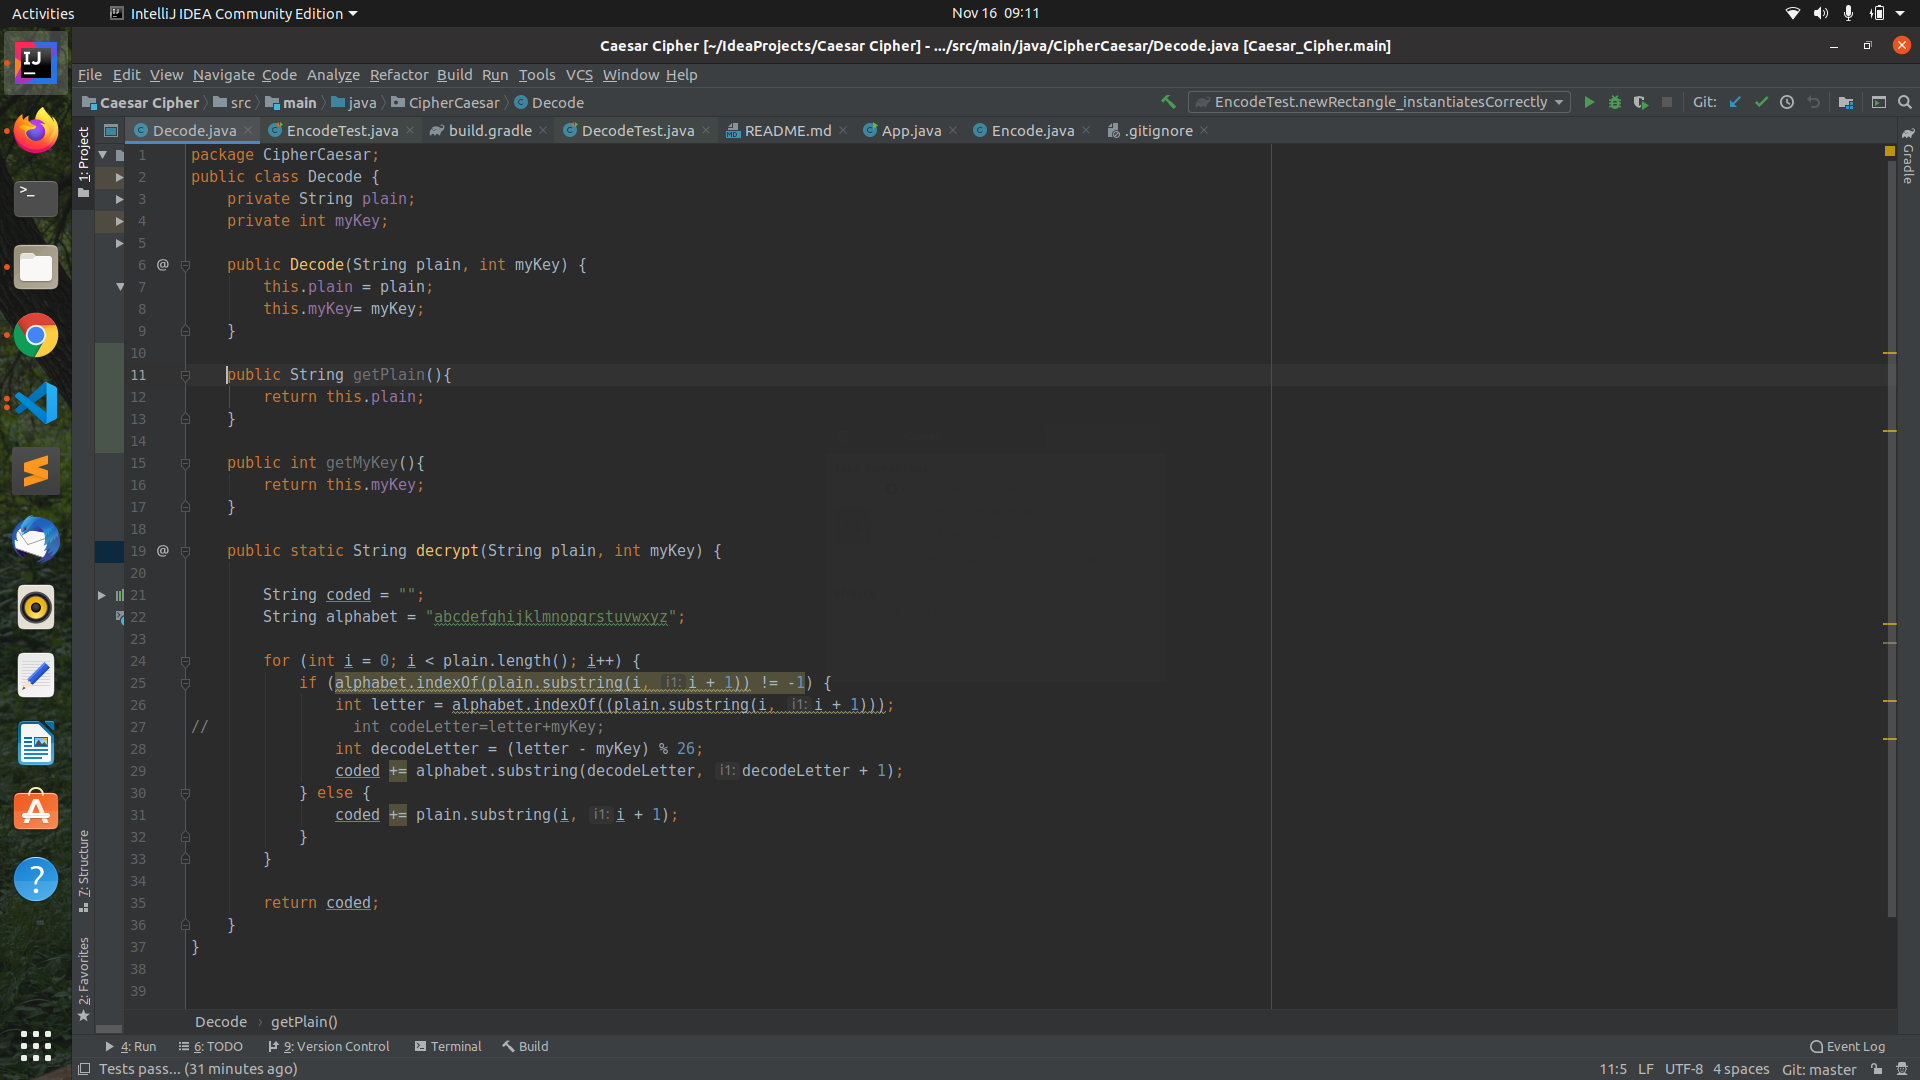 Activities
IntelliJ IDEA Community Edition
Nov 16 09:11
Caesar Cipher [~/IdeaProjects/Caesar Cipher] - .../src/main/java/CipherCaesar/Decode.java [Caesar_Cipher.main]
File Edit View Navigate Code Analyze Refactor Build Run Tools VCS Window Help
Caesar Cipher src main java CipherCaesar Decode
EncodeTest.newRectangle_instantiatesCorrectly
Git:
Decode.java EncodeTest.java build.gradle DecodeTest.java README.md App.java Encode.java .gitignore
1: Project
Gradle
1 package CipherCaesar;
2 public class Decode {
3 private String plain;
4 private int myKey;
5
6 @ public Decode(String plain, int myKey) {
7 this.plain = plain;
8 this.myKey= myKey;
9 }
10
11 public String getPlain(){
12 return this.plain;
13 }
14
15 public int getMyKey(){
16 return this.myKey;
17 }
18
19 @ public static String decrypt(String plain, int myKey) {
20
21 String coded = "";
22 String alphabet = "abcdefghijklmnopqrstuvwxyz";
23
24 for (int i = 0; i < plain.length(); i++) {
25 if (alphabet.indexOf(plain.substring(i, i1: i + 1)) != -1) {
26 int letter = alphabet.indexOf((plain.substring(i, i1: i + 1)));
27 // int codeLetter=letter+myKey;
28 int decodeLetter = (letter - myKey) % 26;
29 coded += alphabet.substring(decodeLetter, i1: decodeLetter + 1);
30 } else {
31 coded += plain.substring(i, i1: i + 1);
32 }
33 }
34
35 return coded;
36 }
37 }
38
39
7: Structure
2: Favorites
Decode getPlain()
4: Run 6: TODO 9: Version Control Terminal Build
Event Log
Tests pass... (31 minutes ago)
11:5 LF UTF-8 4 spaces Git: master